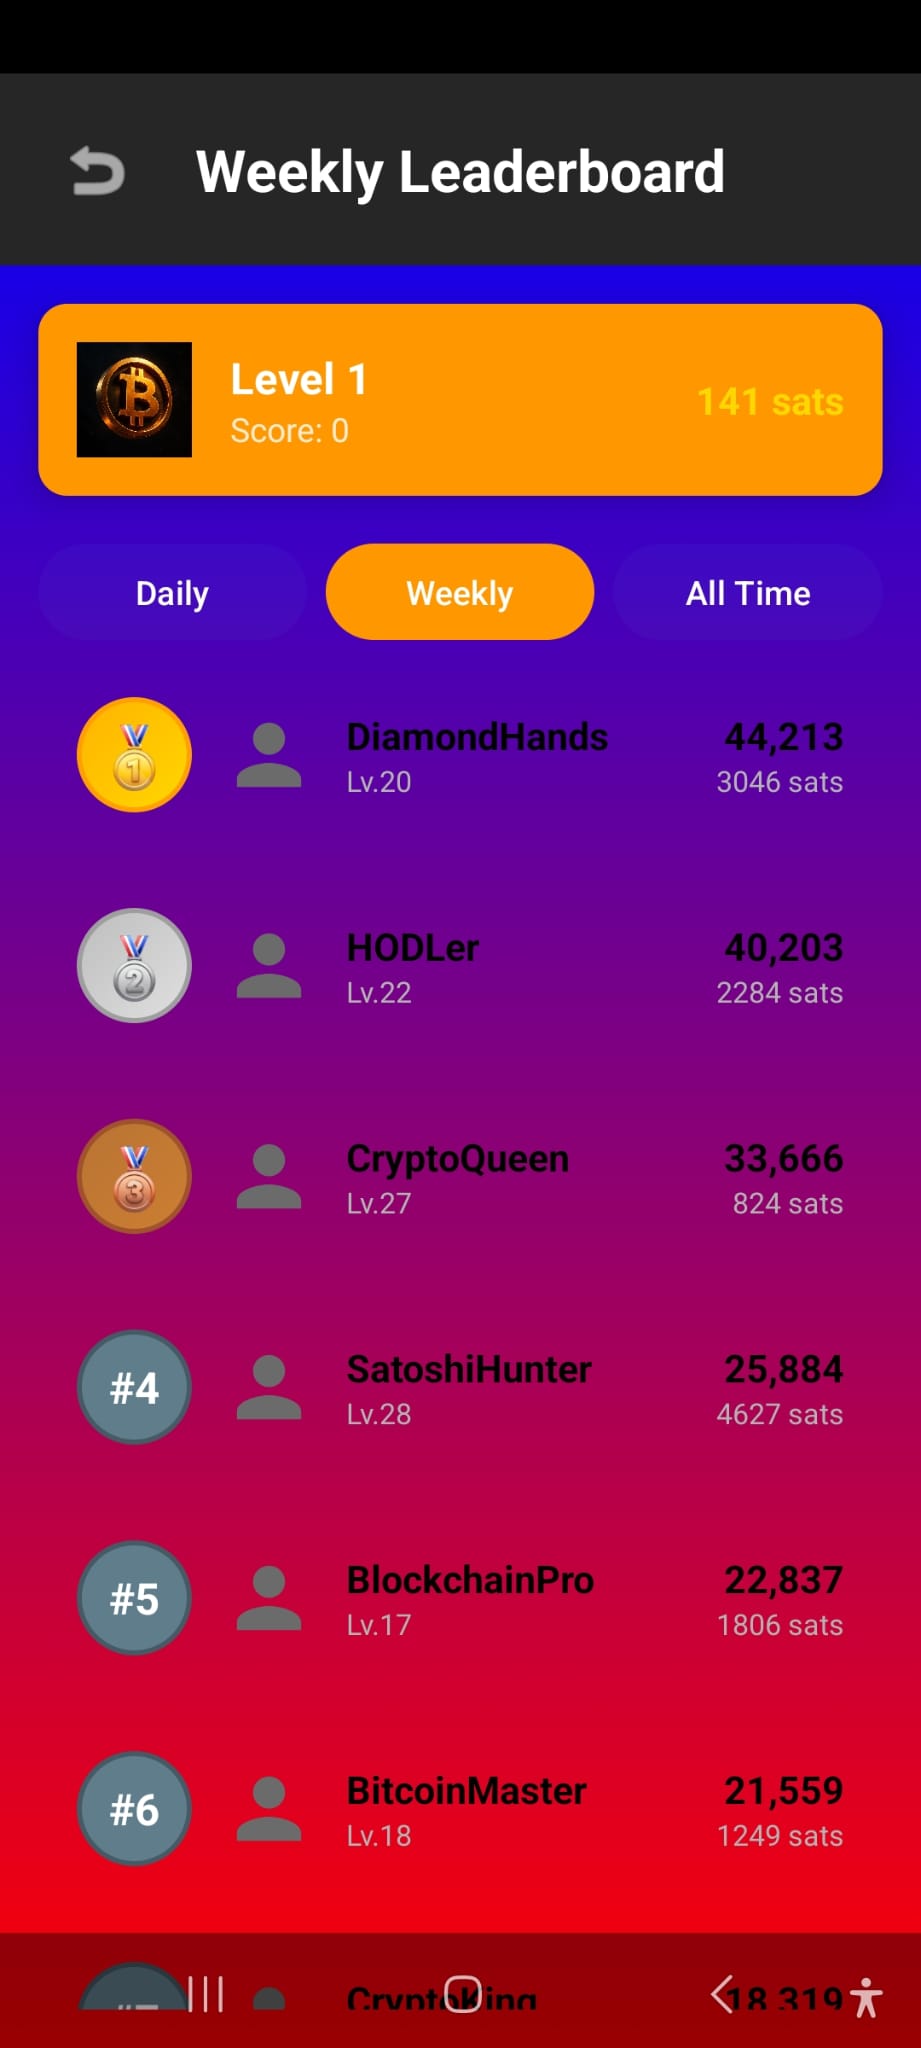 Weekly Leaderboard
Level 1
Score: 0
141 sats
Daily
Weekly
All Time
1
DiamondHands
44,213
Lv.20
3046 sats
2
HODLer
40,203
Lv.22
2284 sats
3
CryptoQueen
33,666
Lv.27
824 sats
#4
SatoshiHunter
25,884
Lv.28
4627 sats
#5
BlockchainPro
22,837
Lv.17
1806 sats
#6
BitcoinMaster
21,559
Lv.18
1249 sats
CryptoKing
18,319